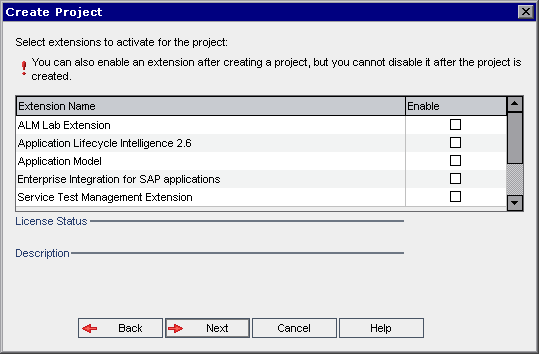 Create Project
Select extensions to activate for the project:
You can also enable an extension after creating a project, but you cannot disable it after the project is
created.
Extension Name Enable
ALM Lab Extension
Application Lifecycle Intelligence 2.6
Application Model
Enterprise Integration for SAP applications
Service Test Management Extension
License Status
Description
Back Next Cancel Help